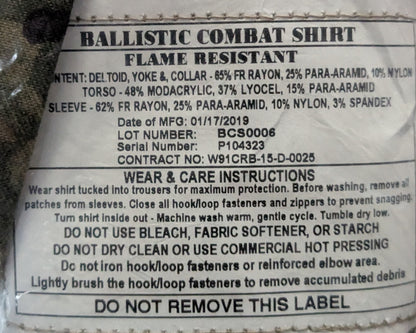 BALLISTIC COMBAT SHIRT
FLAME RESISTANT
NTENT: DELTOID, YOKE &, COLLAR - 65% FR RAYON, 25% PARA-ARAMID, 10% NYLON
TORSO - 48% MODACRYLIC, 37% LYOCEL, 15% PARA-ARAMID
SLEEVE - 62% FR RAYON, 25% PARA-ARAMID, 10% NYLON, 3% SPANDEX
Date of MFG: 01/17/2019
LOT NUMBER: BCS0006
Serial Number: P104323
CONTRACT NO: W91CRB-15-D-0025
WEAR & CARE INSTRUCTIONS
Wear shirt tucked into trousers for maximum protection. Before washing, remove all
patches from sleeves. Close all hook/loop fasteners and zippers to prevent snagging.
Turn shirt inside out - Machine wash warm, gentle cycle. Tumble dry low.
DO NOT USE BLEACH, FABRIC SOFTENER, OR STARCH
DO NOT DRY CLEAN OR USE COMMERCIAL HOT PRESSING
Do not iron hook/loop fasteners or reinforced elbow area.
Lightly brush the hook/loop fasteners to remove accumulated debris
DO NOT REMOVE THIS LABEL